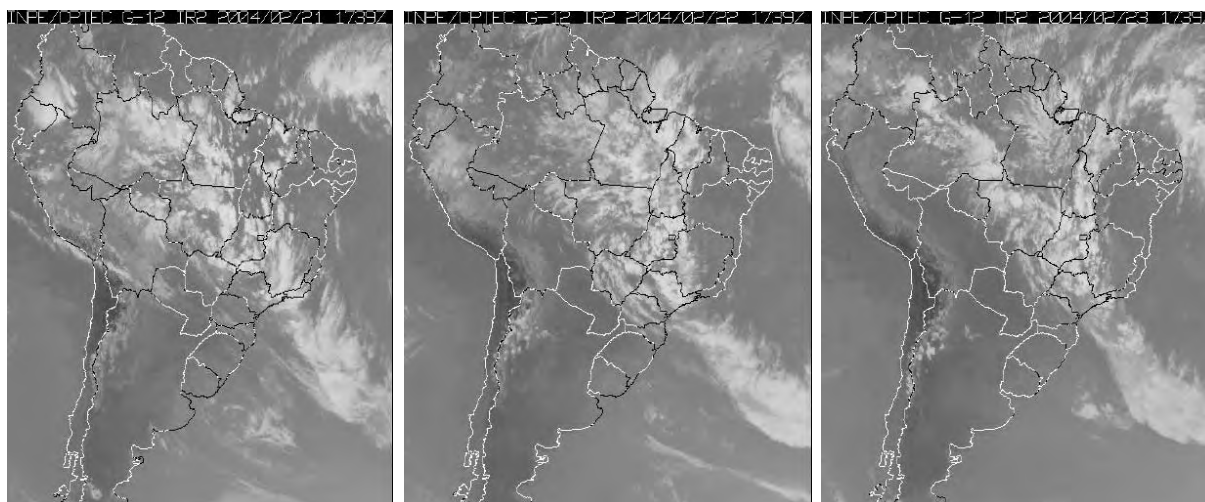 INPE/CPTEC G-12 IR2 2004/02/21 1739Z
INPE/CPTEC G-12 IR2 2004/02/22 1739Z
INPE/CPTEC G-12 IR2 2004/02/23 1739